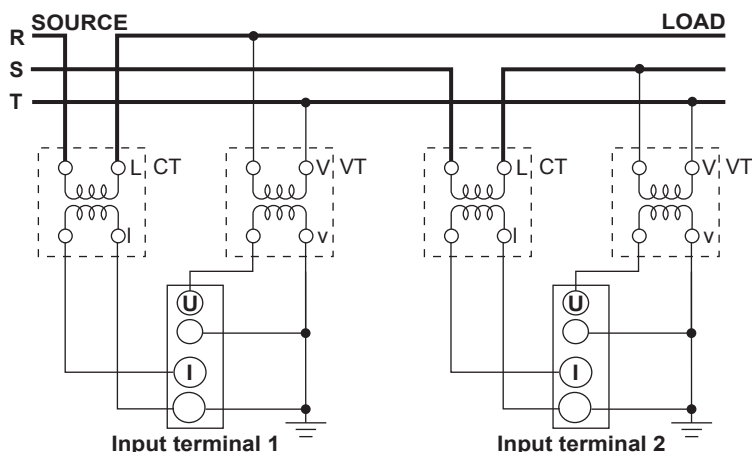 SOURCE LOAD
R
S
T
L CT V VT L CT V VT
l v l v
U U
I I
Input terminal 1 Input terminal 2